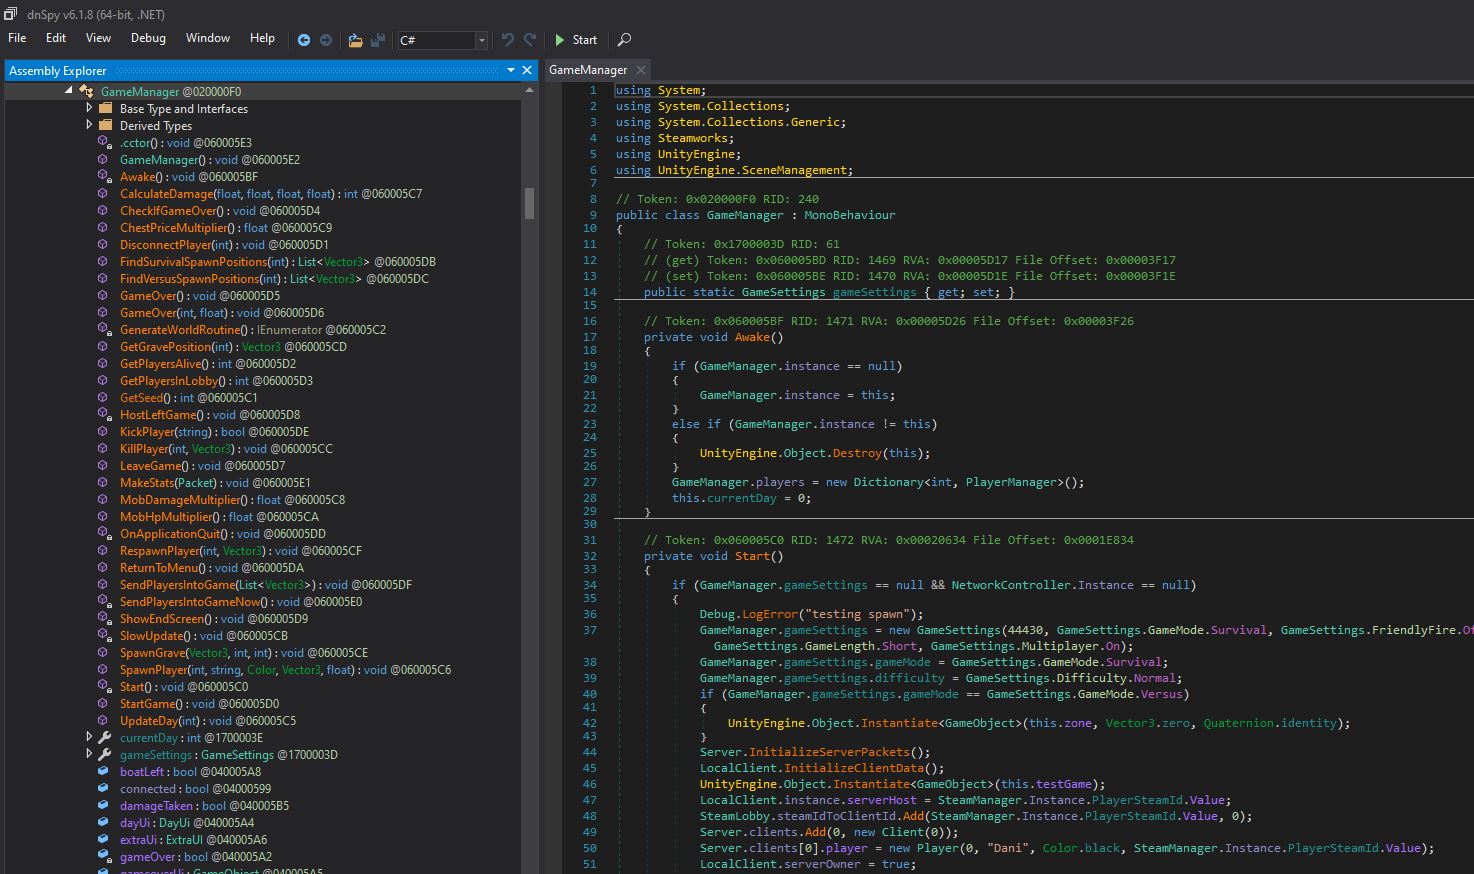 dnSpy v6.1.8 (64-bit, .NET)
File Edit View Debug Window Help C# Start
Assembly Explorer
GameManager @020000F0
Base Type and Interfaces
Derived Types
.cctor() : void @060005E3
GameManager() : void @060005E2
Awake() : void @060005BF
CalculateDamage(float, float, float, float) : int @060005C7
CheckIfGameOver() : void @060005D4
ChestPriceMultiplier() : float @060005C9
DisconnectPlayer(int) : void @060005D1
FindSurvivalSpawnPositions(int) : List<Vector3> @060005DB
FindVersusSpawnPositions(int) : List<Vector3> @060005DC
GameOver() : void @060005D5
GameOver(int, float) : void @060005D6
GenerateWorldRoutine() : IEnumerator @060005C2
GetGravePosition(int) : Vector3 @060005CD
GetPlayersAlive() : int @060005D2
GetPlayersInLobby() : int @060005D3
GetSeed() : int @060005C1
HostLeftGame() : void @060005D8
KickPlayer(string) : bool @060005DE
KillPlayer(int, Vector3) : void @060005CC
LeaveGame() : void @060005D7
MakeStats(Packet) : void @060005E1
MobDamageMultiplier() : float @060005C8
MobHpMultiplier() : float @060005CA
OnApplicationQuit() : void @060005DD
RespawnPlayer(int, Vector3) : void @060005CF
ReturnToMenu() : void @060005DA
SendPlayersIntoGame(List<Vector3>) : void @060005DF
SendPlayersIntoGameNow() : void @060005E0
ShowEndScreen() : void @060005D9
SlowUpdate() : void @060005CB
SpawnGrave(Vector3, int, int) : void @060005CE
SpawnPlayer(int, string, Color, Vector3, float) : void @060005C6
Start() : void @060005C0
StartGame() : void @060005D0
UpdateDay(int) : void @060005C5
currentDay : int @1700003E
gameSettings : GameSettings @1700003D
boatLeft : bool @040005A8
connected : bool @04000599
damageTaken : bool @040005B5
dayUi : DayUi @040005A4
extraUi : ExtraUI @040005A6
gameOver : bool @040005A2
gameoverUi : GameObject @040005A5
GameManager
1 using System;
2 using System.Collections;
3 using System.Collections.Generic;
4 using Steamworks;
5 using UnityEngine;
6 using UnityEngine.SceneManagement;
7
8 // Token: 0x020000F0 RID: 240
9 public class GameManager : MonoBehaviour
10 {
11 // Token: 0x1700003D RID: 61
12 // (get) Token: 0x060005BD RID: 1469 RVA: 0x00005D17 File Offset: 0x00003F17
13 // (set) Token: 0x060005BE RID: 1470 RVA: 0x00005D1E File Offset: 0x00003F1E
14 public static GameSettings gameSettings { get; set; }
15
16 // Token: 0x060005BF RID: 1471 RVA: 0x00005D26 File Offset: 0x00003F26
17 private void Awake()
18 {
19 if (GameManager.instance == null)
20 {
21 GameManager.instance = this;
22 }
23 else if (GameManager.instance != this)
24 {
25 UnityEngine.Object.Destroy(this);
26 }
27 GameManager.players = new Dictionary<int, PlayerManager>();
28 this.currentDay = 0;
29 }
30
31 // Token: 0x060005C0 RID: 1472 RVA: 0x00020634 File Offset: 0x0001E834
32 private void Start()
33 {
34 if (GameManager.gameSettings == null && NetworkController.Instance == null)
35 {
36 Debug.LogError("testing spawn");
37 GameManager.gameSettings = new GameSettings(44430, GameSettings.GameMode.Survival, GameSettings.FriendlyFire.Of
GameSettings.GameLength.Short, GameSettings.Multiplayer.On);
38 GameManager.gameSettings.gameMode = GameSettings.GameMode.Survival;
39 GameManager.gameSettings.difficulty = GameSettings.Difficulty.Normal;
40 if (GameManager.gameSettings.gameMode == GameSettings.GameMode.Versus)
41 {
42 UnityEngine.Object.Instantiate<GameObject>(this.zone, Vector3.zero, Quaternion.identity);
43 }
44 Server.InitializeServerPackets();
45 LocalClient.InitializeClientData();
46 UnityEngine.Object.Instantiate<GameObject>(this.testGame);
47 LocalClient.instance.serverHost = SteamManager.Instance.PlayerSteamId.Value;
48 SteamLobby.steamIdToClientId.Add(SteamManager.Instance.PlayerSteamId.Value, 0);
49 Server.clients.Add(0, new Client(0));
50 Server.clients[0].player = new Player(0, "Dani", Color.black, SteamManager.Instance.PlayerSteamId.Value);
51 LocalClient.serverOwner = true;